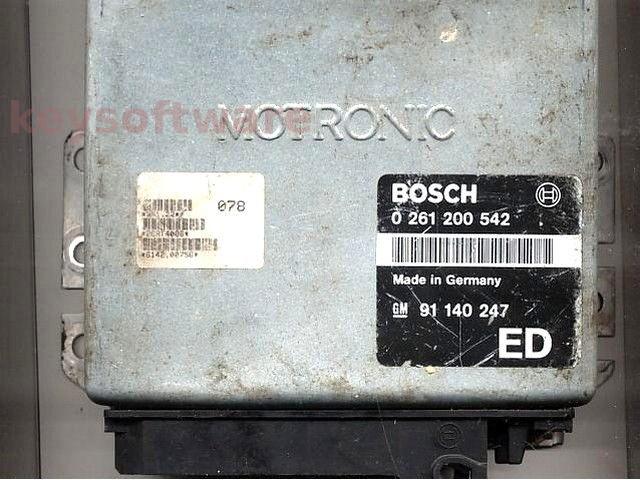 keysoftware
MOTRONIC
078
BOSCH
0 261 200 542
Made in Germany
GM 91 140 247
ED